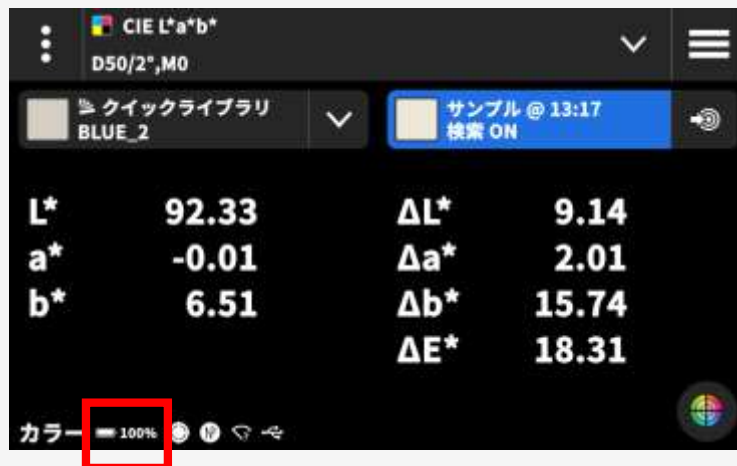 CIE L*a*b*
D50/2°,M0
クイックライブラリ
BLUE_2
サンプル @ 13:17
検索 ON
L* 92.33 ΔL* 9.14
a* -0.01 Δa* 2.01
b* 6.51 Δb* 15.74
ΔE* 18.31
カラー 100%